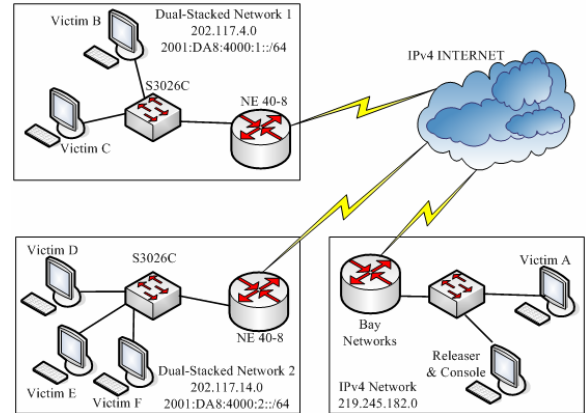 Victim B
Dual-Stacked Network 1
202.117.4.0
2001:DA8:4000:1::/64
S3026C
NE 40-8
Victim C
IPv4 INTERNET
Victim D
S3026C
NE 40-8
Victim E
Victim F
Dual-Stacked Network 2
202.117.14.0
2001:DA8:4000:2::/64
Victim A
Bay
Networks
Releaser
& Console
IPv4 Network
219.245.182.0